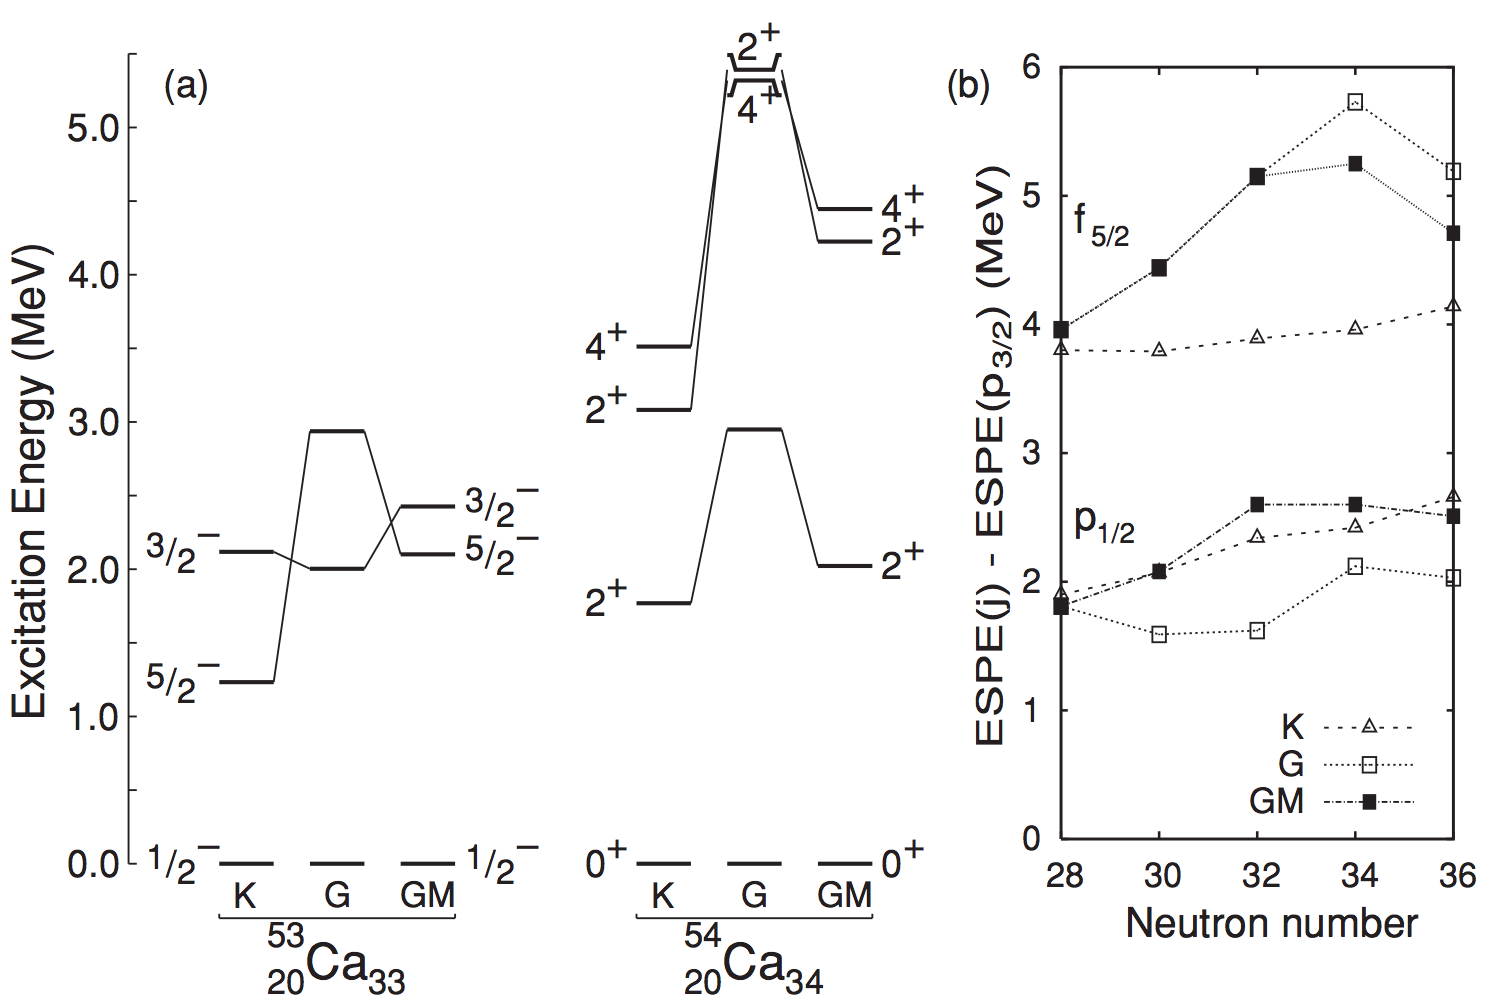 (a)
Excitation Energy (MeV)
5.0
4.0
3.0
2.0
1.0
0.0
3/2−
5/2−
1/2−
3/2−
5/2−
1/2−
K G GM
53
20Ca33
2+
4+
4+
2+
2+
0+
4+
2+
2+
0+
K G GM
54
20Ca34
(b)
ESPE(j) - ESPE(p3/2) (MeV)
6
5
4
3
2
1
0
f5/2
p1/2
K
G
GM
28 30 32 34 36
Neutron number